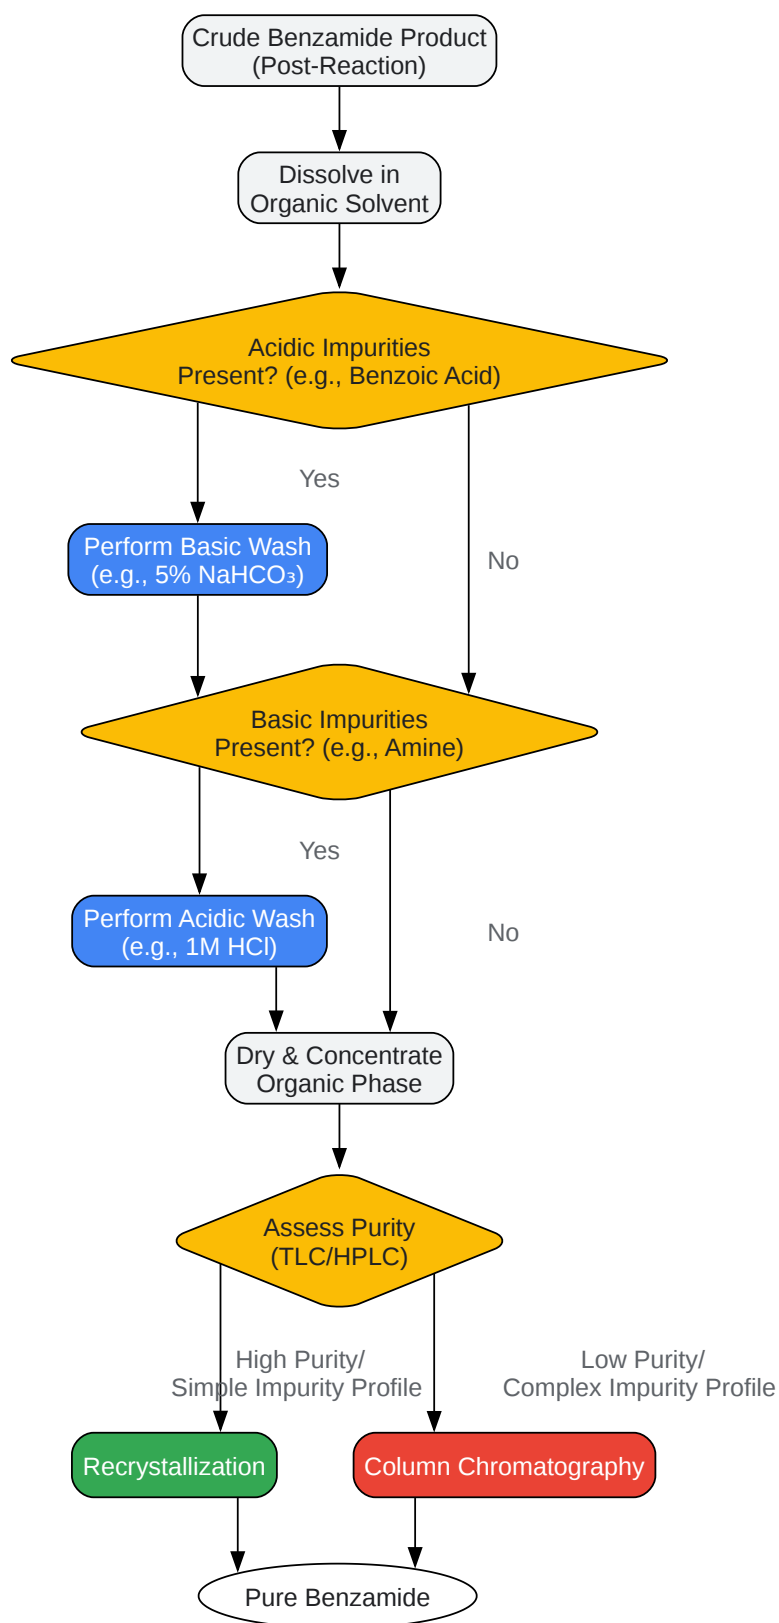 Crude Benzamide Product
(Post-Reaction)
Dissolve in
Organic Solvent
Acidic Impurities
Present? (e.g., Benzoic Acid)
Yes
Perform Basic Wash
(e.g., 5% NaHCO₃)
No
Basic Impurities
Present? (e.g., Amine)
Yes
Perform Acidic Wash
(e.g., 1M HCl)
No
Dry & Concentrate
Organic Phase
Assess Purity
(TLC/HPLC)
High Purity/
Simple Impurity Profile
Low Purity/
Complex Impurity Profile
Recrystallization
Column Chromatography
Pure Benzamide